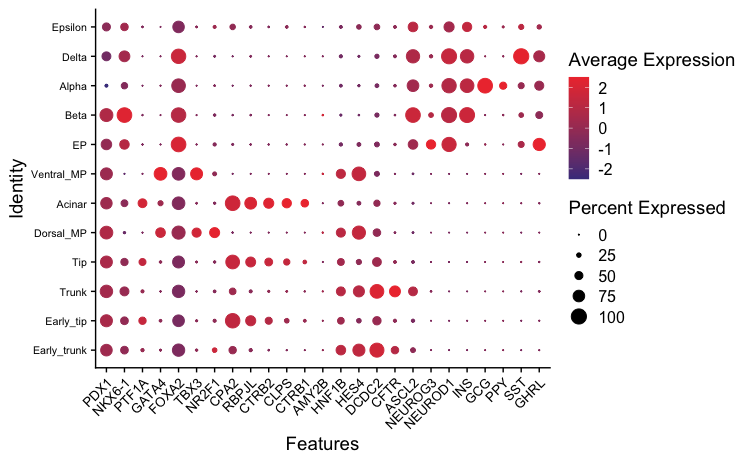 Epsilon
Delta
Alpha
Beta
EP
Ventral_MP
Acinar
Dorsal_MP
Tip
Trunk
Early_tip
Early_trunk
Identity
PDX1
NKX6-1
PTF1A
GATA4
FOXA2
TBX3
NR2F1
CPA2
RBPJL
CTRB2
CLPS
CTRB1
AMY2B
HNF1B
HES4
DCDC2
CFTR
ASCL2
NEUROG3
NEUROD1
INS
GCG
PPY
SST
GHRL
Features
Average Expression
2
1
0
-1
-2
Percent Expressed
0
25
50
75
100